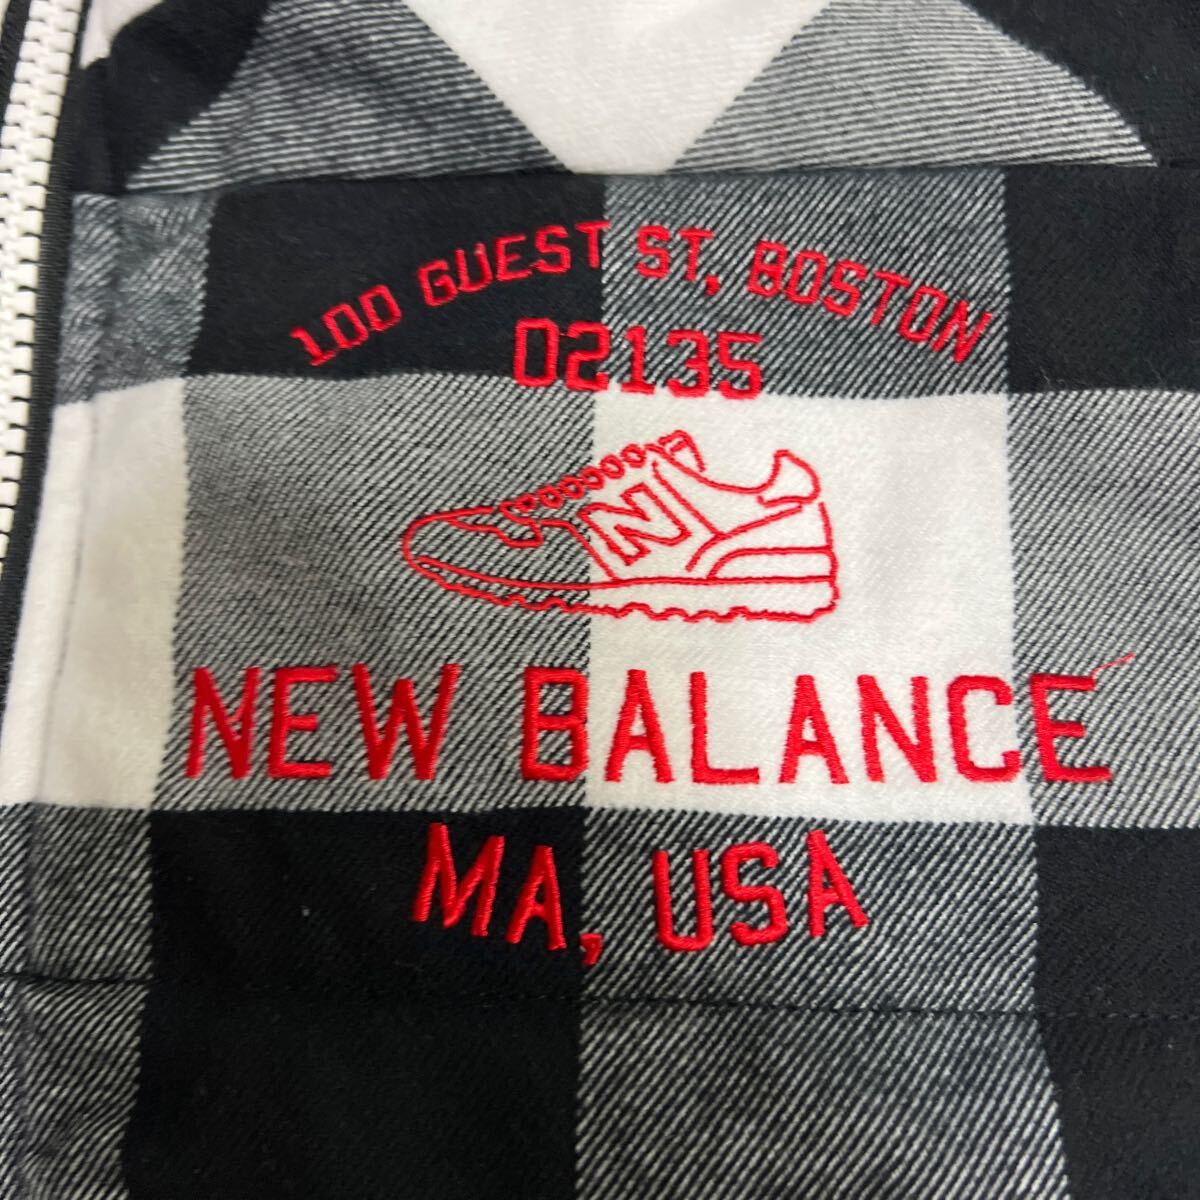 100 GUEST ST, BOSTON
02135
N
NEW BALANCE
MA, USA